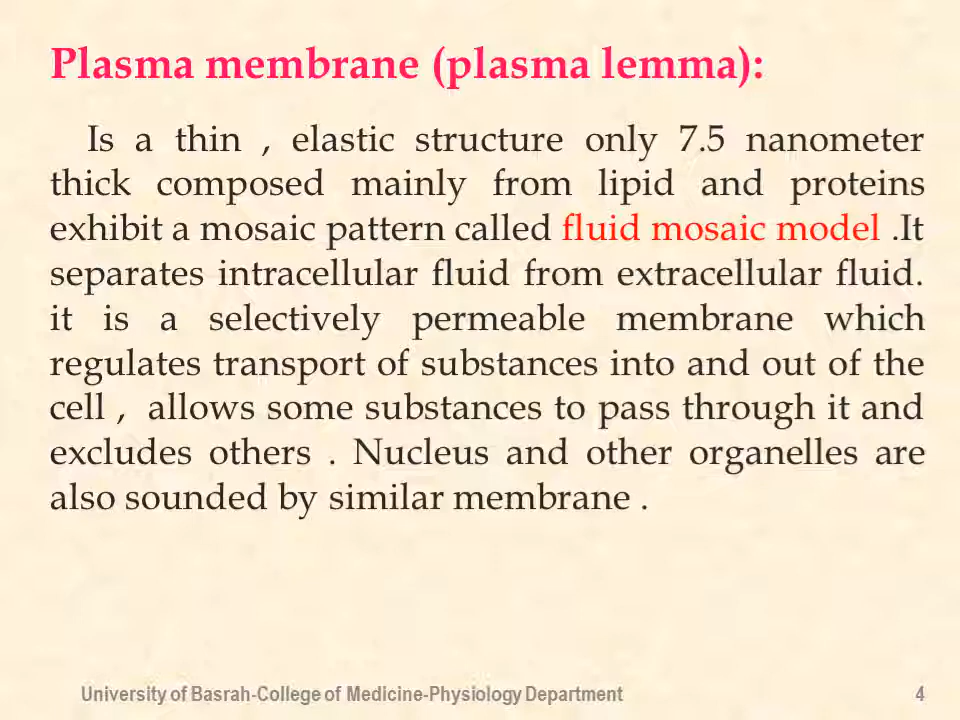 Plasma membrane (plasma lemma):
Is a thin , elastic structure only 7.5 nanometer
thick composed mainly from lipid and proteins
exhibit a mosaic pattern called fluid mosaic model .It
separates intracellular fluid from extracellular fluid.
it is a selectively permeable membrane which
regulates transport of substances into and out of the
cell , allows some substances to pass through it and
excludes others . Nucleus and other organelles are
also sounded by similar membrane .
University of Basrah-College of Medicine-Physiology Department 4